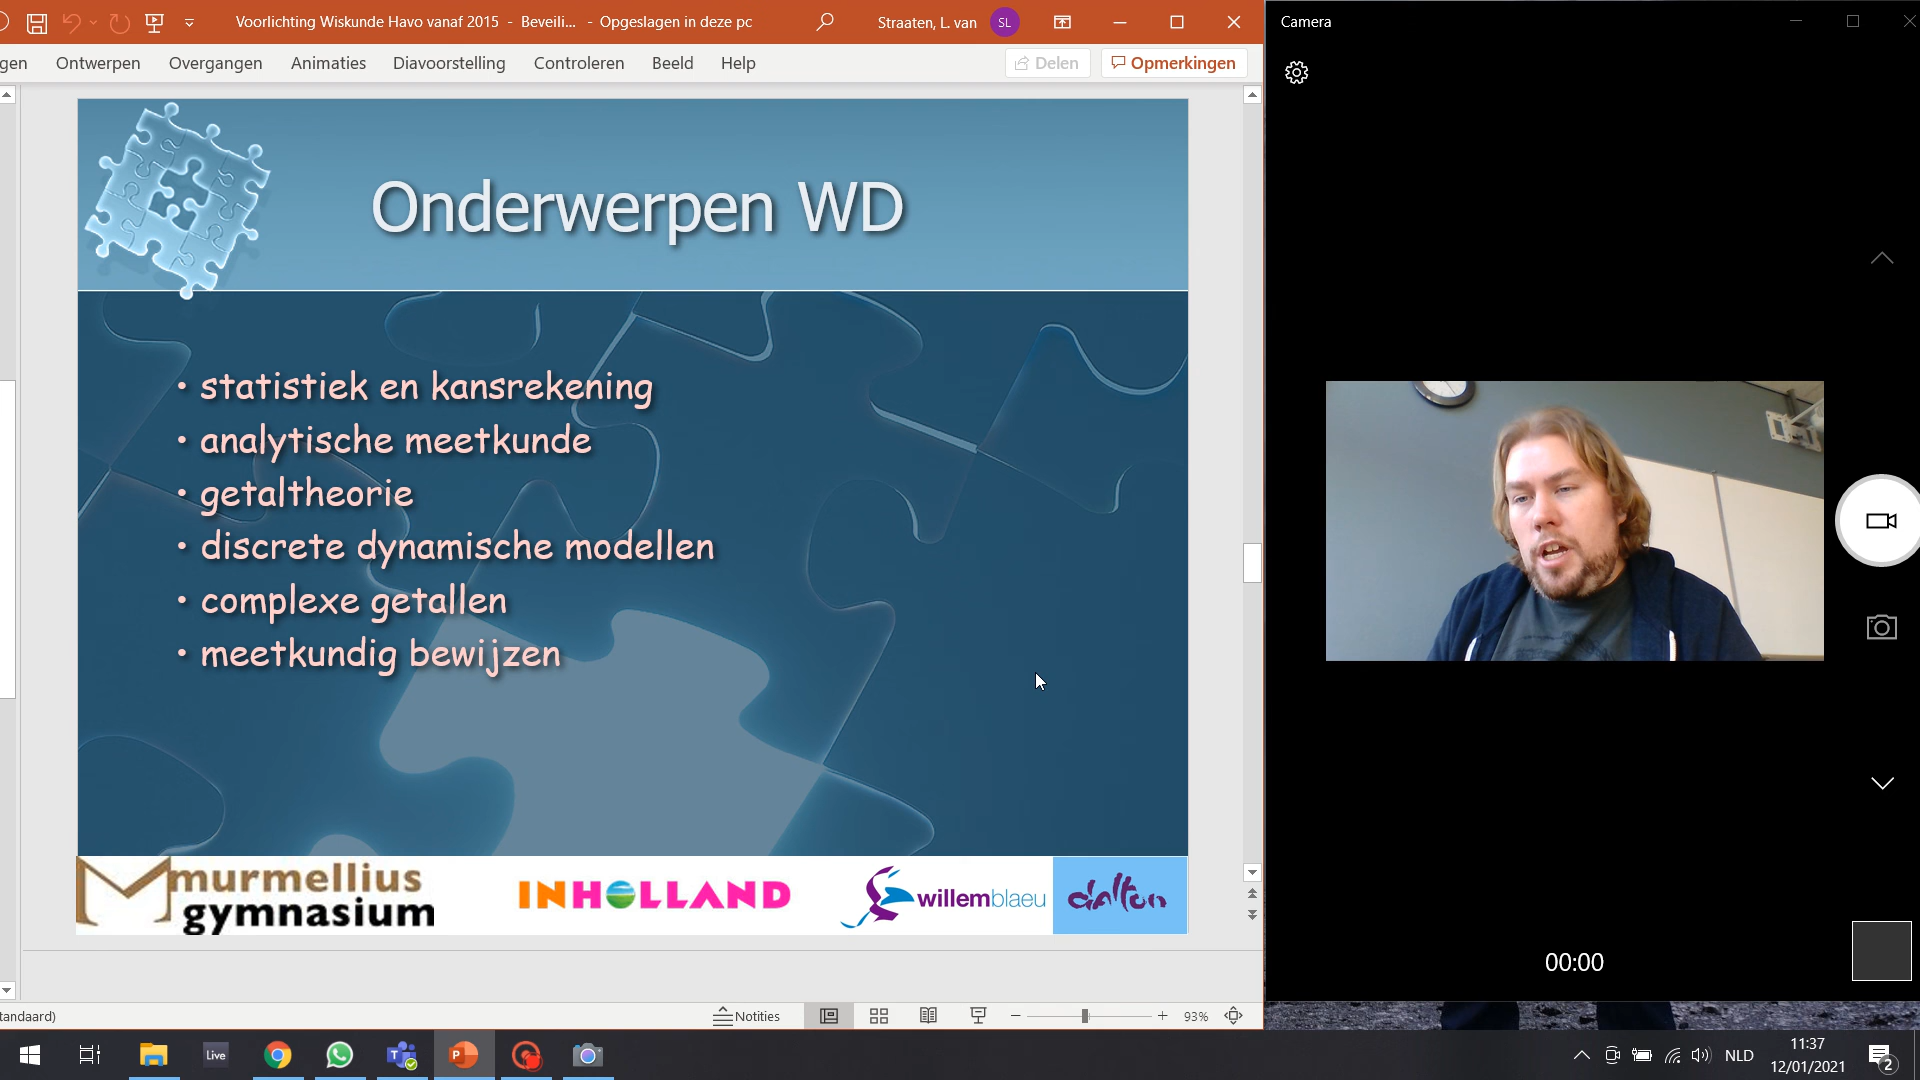 Voorlichting Wiskunde Havo vanaf 2015 - Beveili... - Opgeslagen in deze pc
Straaten, L. van
SL
gen
Ontwerpen
Overgangen
Animaties
Diavoorstelling
Controleren
Beeld
Help
Delen
Opmerkingen
Onderwerpen WD
• statistiek en kansrekening
• analytische meetkunde
• getaltheorie
• discrete dynamische modellen
• complexe getallen
• meetkundig bewijzen
murmellius
gymnasium
INHOLLAND
willemblaeu
dalton
tandaard)
Notities
93%
Camera
00:00
Live
NLD
11:37
12/01/2021
2